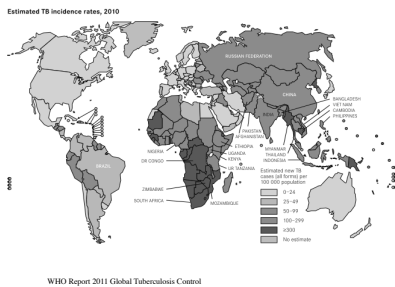 Estimated TB incidence rates, 2010
RUSSIAN FEDERATION
CHINA
BANGLADESH
VIET NAM
CAMBODIA
PHILIPPINES
INDIA
PAKISTAN
AFGHANISTAN
ETHIOPIA
UGANDA
KENYA
UR TANZANIA
MYANMAR
THAILAND
INDONESIA
NIGERIA
DR CONGO
BRAZIL
ZIMBABWE
SOUTH AFRICA
MOZAMBIQUE
Estimated new TB
cases (all forms) per
100 000 population
0–24
25–49
50–99
100–299
≥300
No estimate
WHO Report 2011 Global Tuberculosis Control